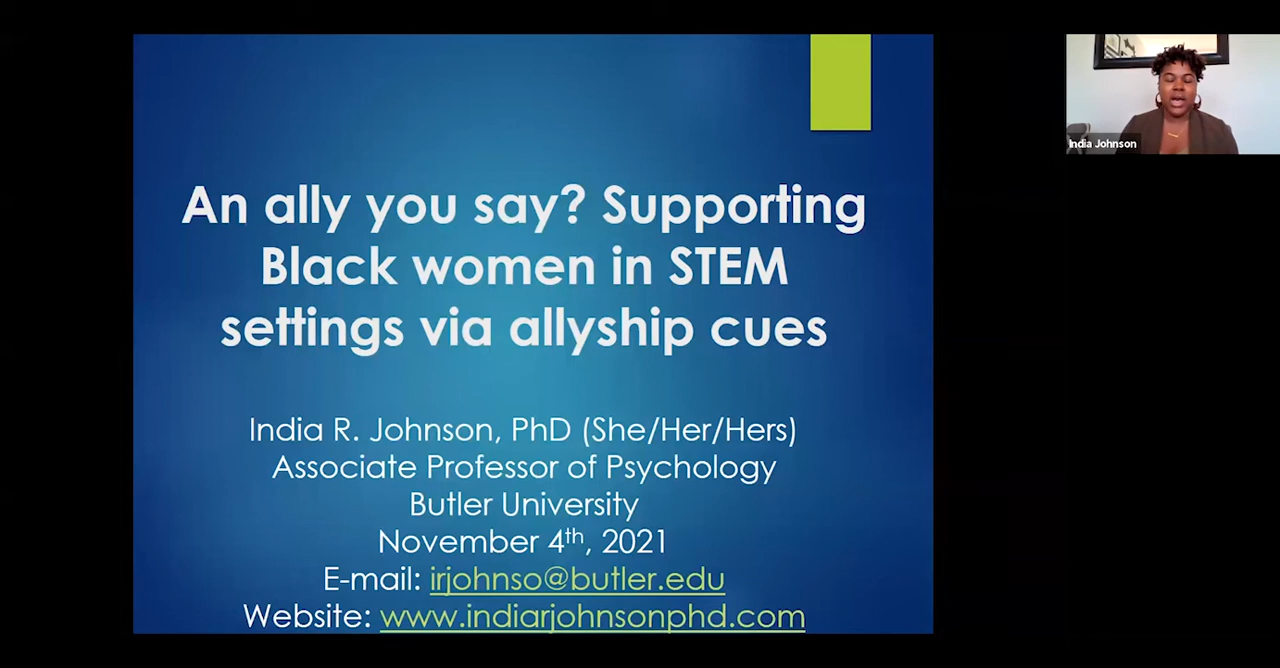 An ally you say? Supporting
Black women in STEM
settings via allyship cues
India R. Johnson, PhD (She/Her/Hers)
Associate Professor of Psychology
Butler University
November 4th, 2021
E-mail: irjohnso@butler.edu
Website: www.indiarjohnsonphd.com
India Johnson